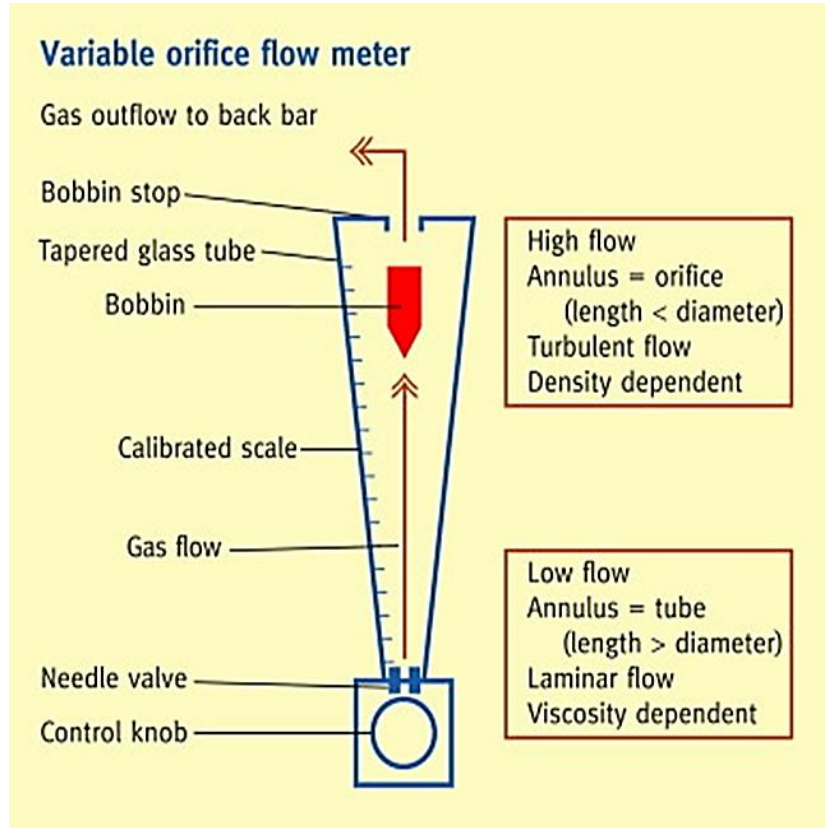 Variable orifice flow meter
Gas outflow to back bar
Bobbin stop
Tapered glass tube
Bobbin
Calibrated scale
Gas flow
Needle valve
Control knob
High flow
Annulus = orifice
(length < diameter)
Turbulent flow
Density dependent
Low flow
Annulus = tube
(length > diameter)
Laminar flow
Viscosity dependent